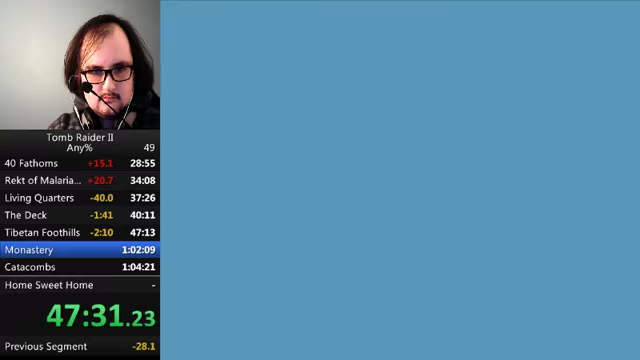 Tomb Raider II
Any% 49
40 Fathoms +15.1 28:55
Rekt of Malaria... +20.7 34:08
Living Quarters -40.0 37:26
The Deck -1:41 40:11
Tibetan Foothills -2:10 47:13
Monastery 1:02:09
Catacombs 1:04:21
Home Sweet Home -
47:31.23
Previous Segment -28.1